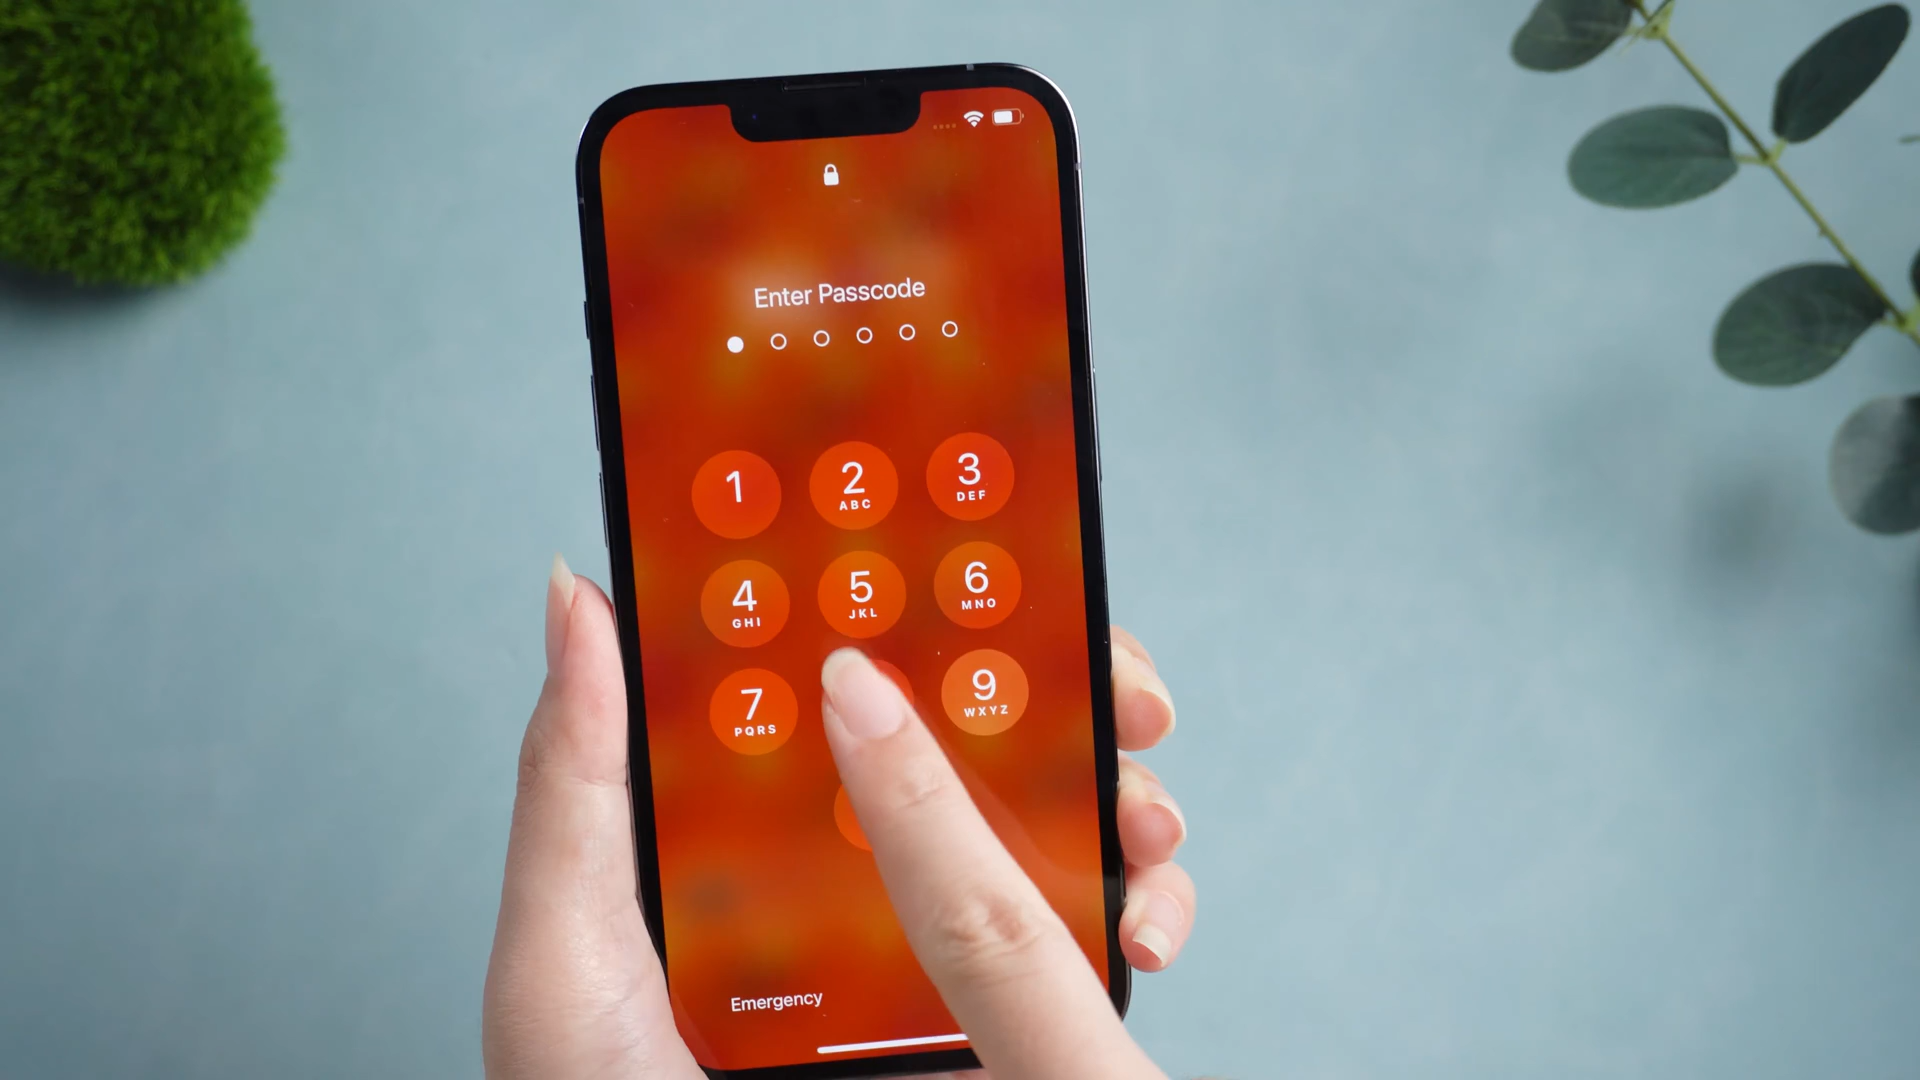 Enter Passcode
1
2
ABC
3
DEF
4
GHI
5
JKL
6
MNO
7
PQRS
9
WXYZ
Emergency